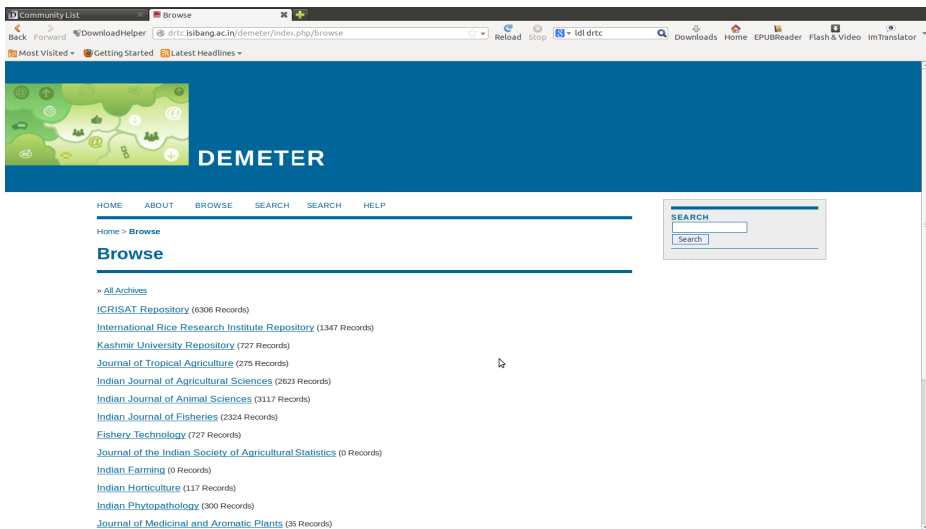 Community List
Browse
Back
Forward
DownloadHelper
drtc.isibang.ac.in/demeter/index.php/browse
Reload
Stop
ldl drtc
Downloads
Home
EPUBReader
Flash & Video
ImTranslator
Most Visited
Getting Started
Latest Headlines
DEMETER
HOME ABOUT BROWSE SEARCH SEARCH HELP
SEARCH
Search
Home > Browse
Browse
» All Archives
ICRISAT Repository (6306 Records)
International Rice Research Institute Repository (1347 Records)
Kashmir University Repository (727 Records)
Journal of Tropical Agriculture (275 Records)
Indian Journal of Agricultural Sciences (2623 Records)
Indian Journal of Animal Sciences (3117 Records)
Indian Journal of Fisheries (2324 Records)
Fishery Technology (727 Records)
Journal of the Indian Society of Agricultural Statistics (0 Records)
Indian Farming (0 Records)
Indian Horticulture (117 Records)
Indian Phytopathology (300 Records)
Journal of Medicinal and Aromatic Plants (35 Records)